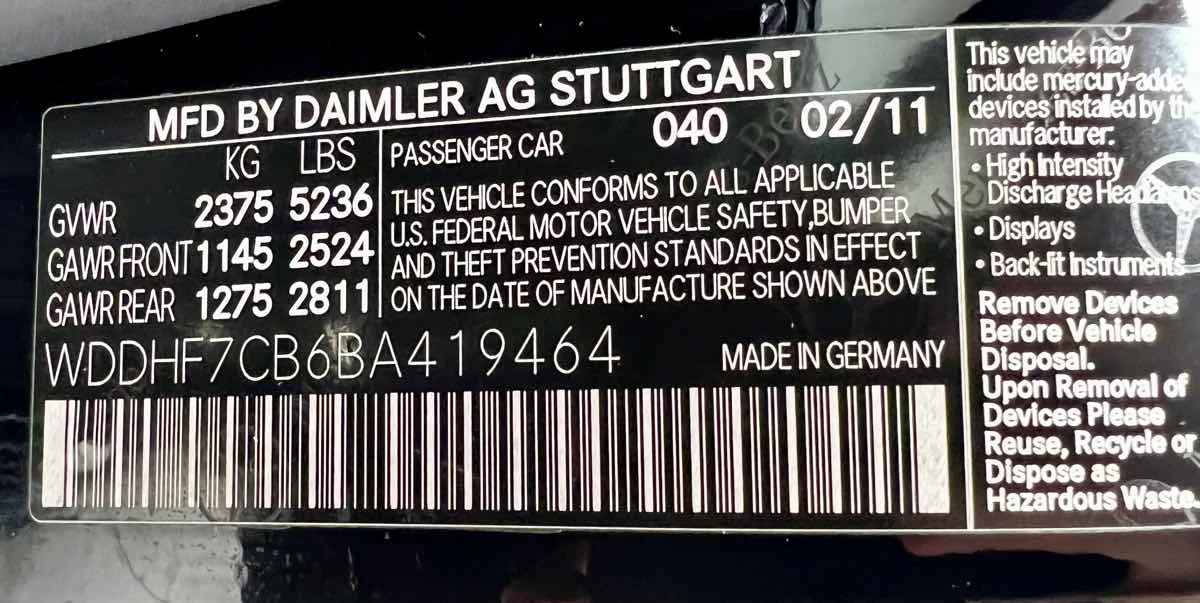 MFD BY DAIMLER AG STUTTGART
KG LBS
GVWR 2375 5236
GAWR FRONT 1145 2524
GAWR REAR 1275 2811
PASSENGER CAR 040 02/11
THIS VEHICLE CONFORMS TO ALL APPLICABLE
U.S. FEDERAL MOTOR VEHICLE SAFETY,BUMPER
AND THEFT PREVENTION STANDARDS IN EFFECT
ON THE DATE OF MANUFACTURE SHOWN ABOVE
WDDHF7CB6BA419464
MADE IN GERMANY
This vehicle may
include mercury-adde
devices installed by th
manufacturer:
• High Intensity
Discharge Headlamps
• Displays
• Back-lit Instruments
Remove Devices
Before Vehicle
Disposal.
Upon Removal of
Devices Please
Reuse, Recycle or
Dispose as
Hazardous Waste.